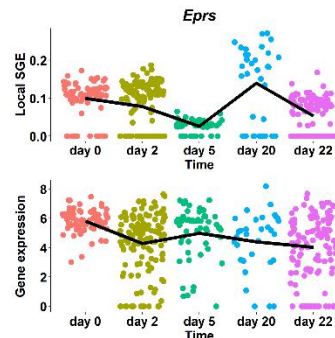 Eprs
Local SGE
0.2
0.1
0.0
day 0 day 2 day 5 day 20 day 22
Time
Gene expression
8
6
4
2
0
day 0 day 2 day 5 day 20 day 22
Time